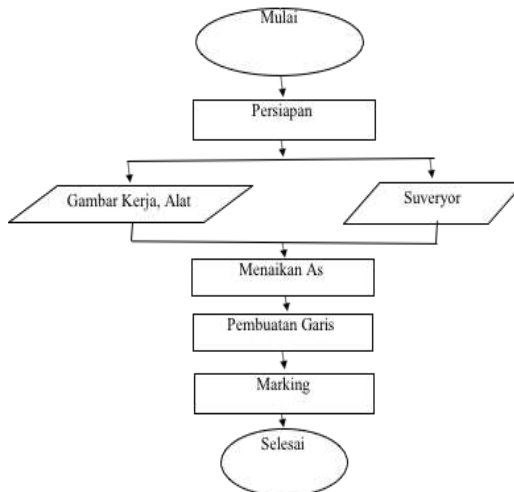 Mulai
Persiapan
Gambar Kerja, Alat
Suveryor
Menaikan As
Pembuatan Garis
Marking
Selesai